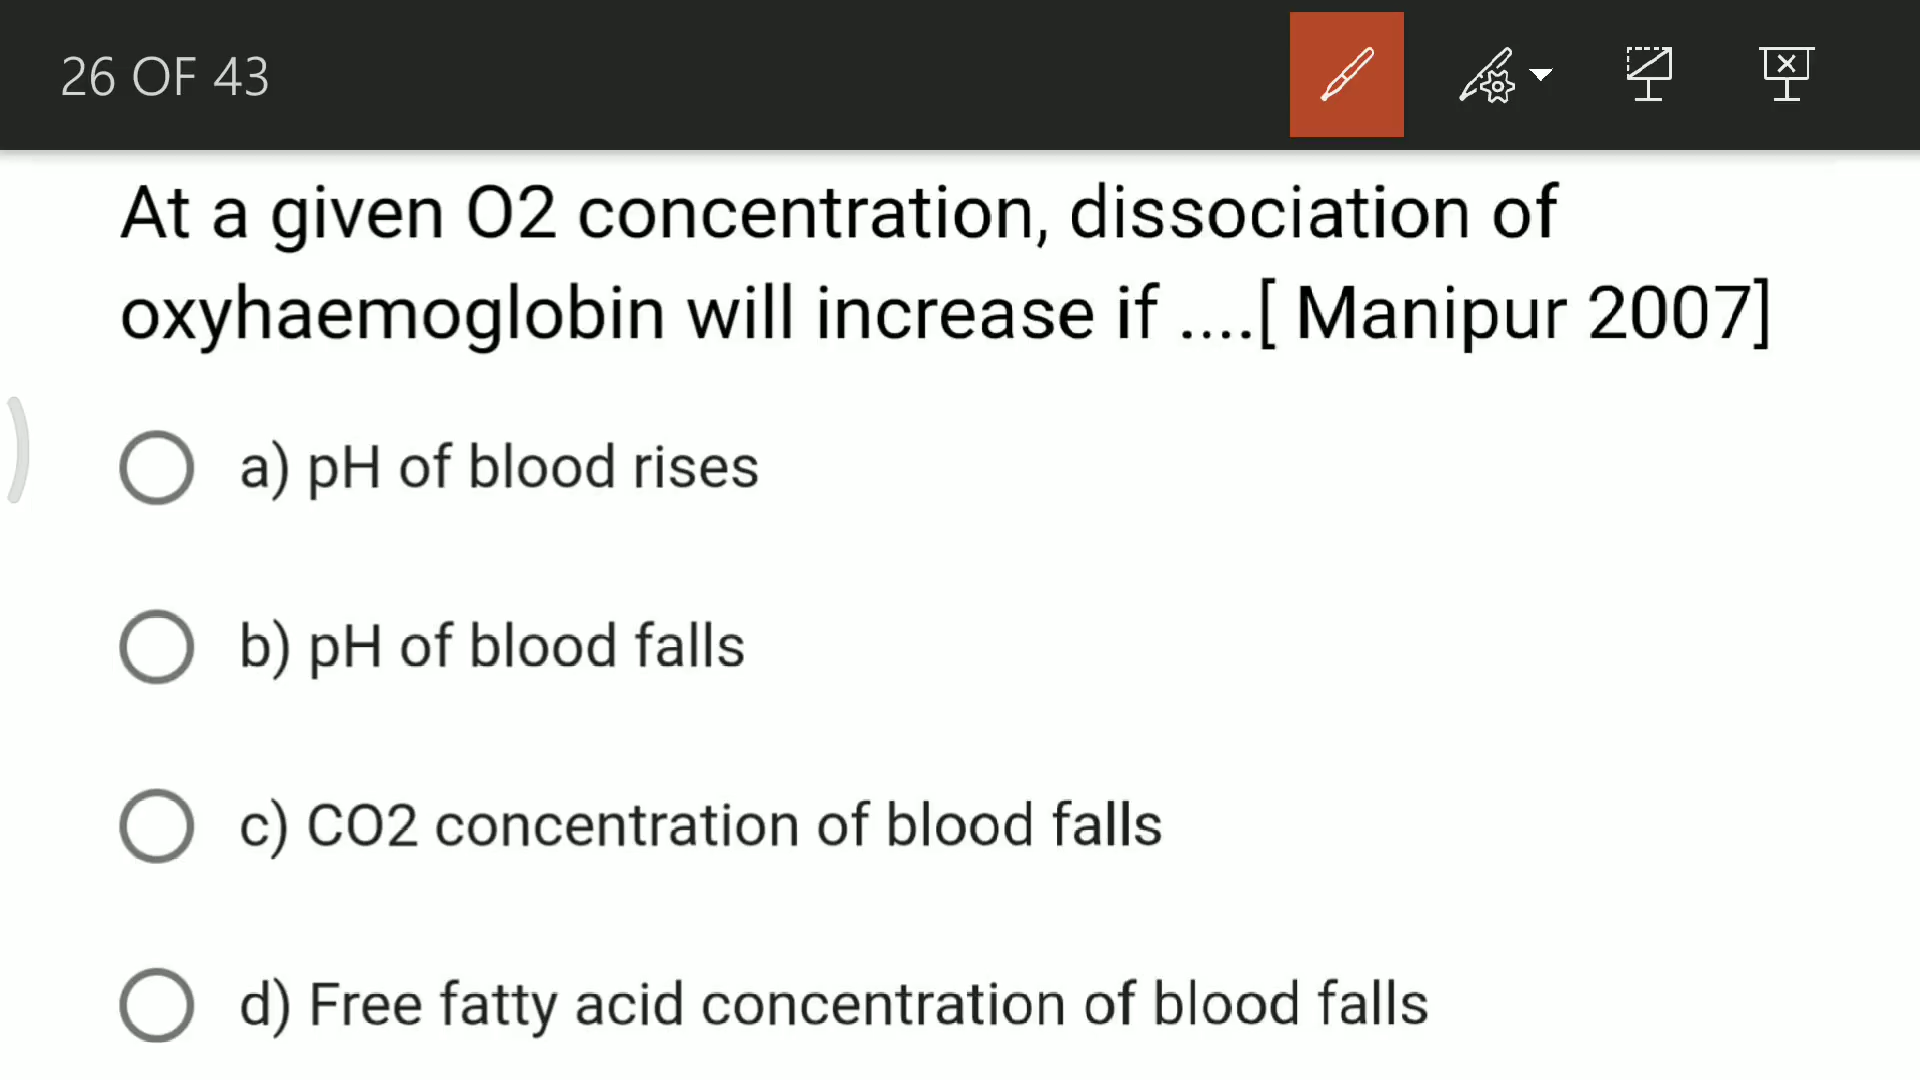 26 OF 43
At a given O2 concentration, dissociation of
oxyhaemoglobin will increase if ....[ Manipur 2007]
a) pH of blood rises
b) pH of blood falls
c) CO2 concentration of blood falls
d) Free fatty acid concentration of blood falls